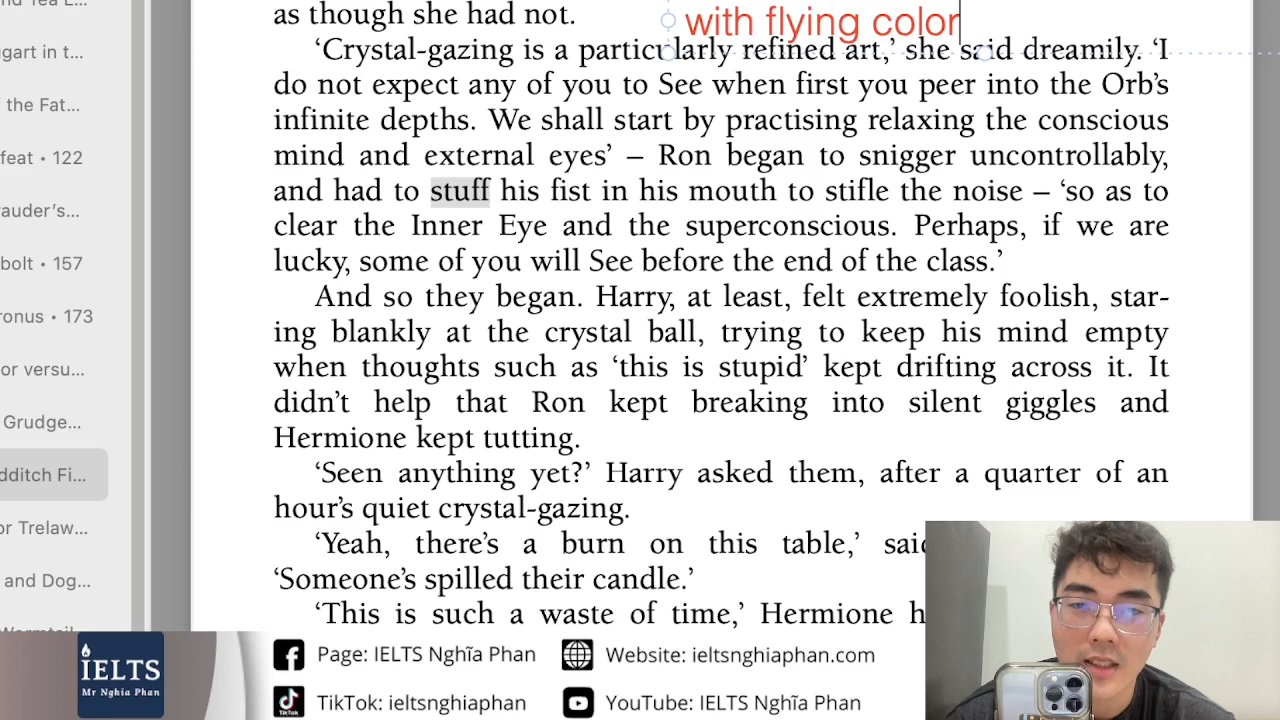 as though she had not.
with flying color
‘Crystal-gazing is a particularly refined art,’ she said dreamily. ‘I
do not expect any of you to See when first you peer into the Orb’s
infinite depths. We shall start by practising relaxing the conscious
mind and external eyes’ – Ron began to snigger uncontrollably,
and had to stuff his fist in his mouth to stifle the noise – ‘so as to
clear the Inner Eye and the superconscious. Perhaps, if we are
lucky, some of you will See before the end of the class.’
And so they began. Harry, at least, felt extremely foolish, star-
ing blankly at the crystal ball, trying to keep his mind empty
when thoughts such as ‘this is stupid’ kept drifting across it. It
didn’t help that Ron kept breaking into silent giggles and
Hermione kept tutting.
‘Seen anything yet?’ Harry asked them, after a quarter of an
hour’s quiet crystal-gazing.
‘Yeah, there’s a burn on this table,’ said
‘Someone’s spilled their candle.’
‘This is such a waste of time,’ Hermione h
ggart in t...
the Fat...
feat • 122
rauder’s...
bolt • 157
ronus • 173
or versu...
Grudge...
dditch Fi...
or Trelaw...
and Dog...
IELTS
Mr Nghia Phan
Page: IELTS Nghĩa Phan
Website: ieltsnghiaphan.com
TikTok: ieltsnghiaphan
YouTube: IELTS Nghĩa Phan